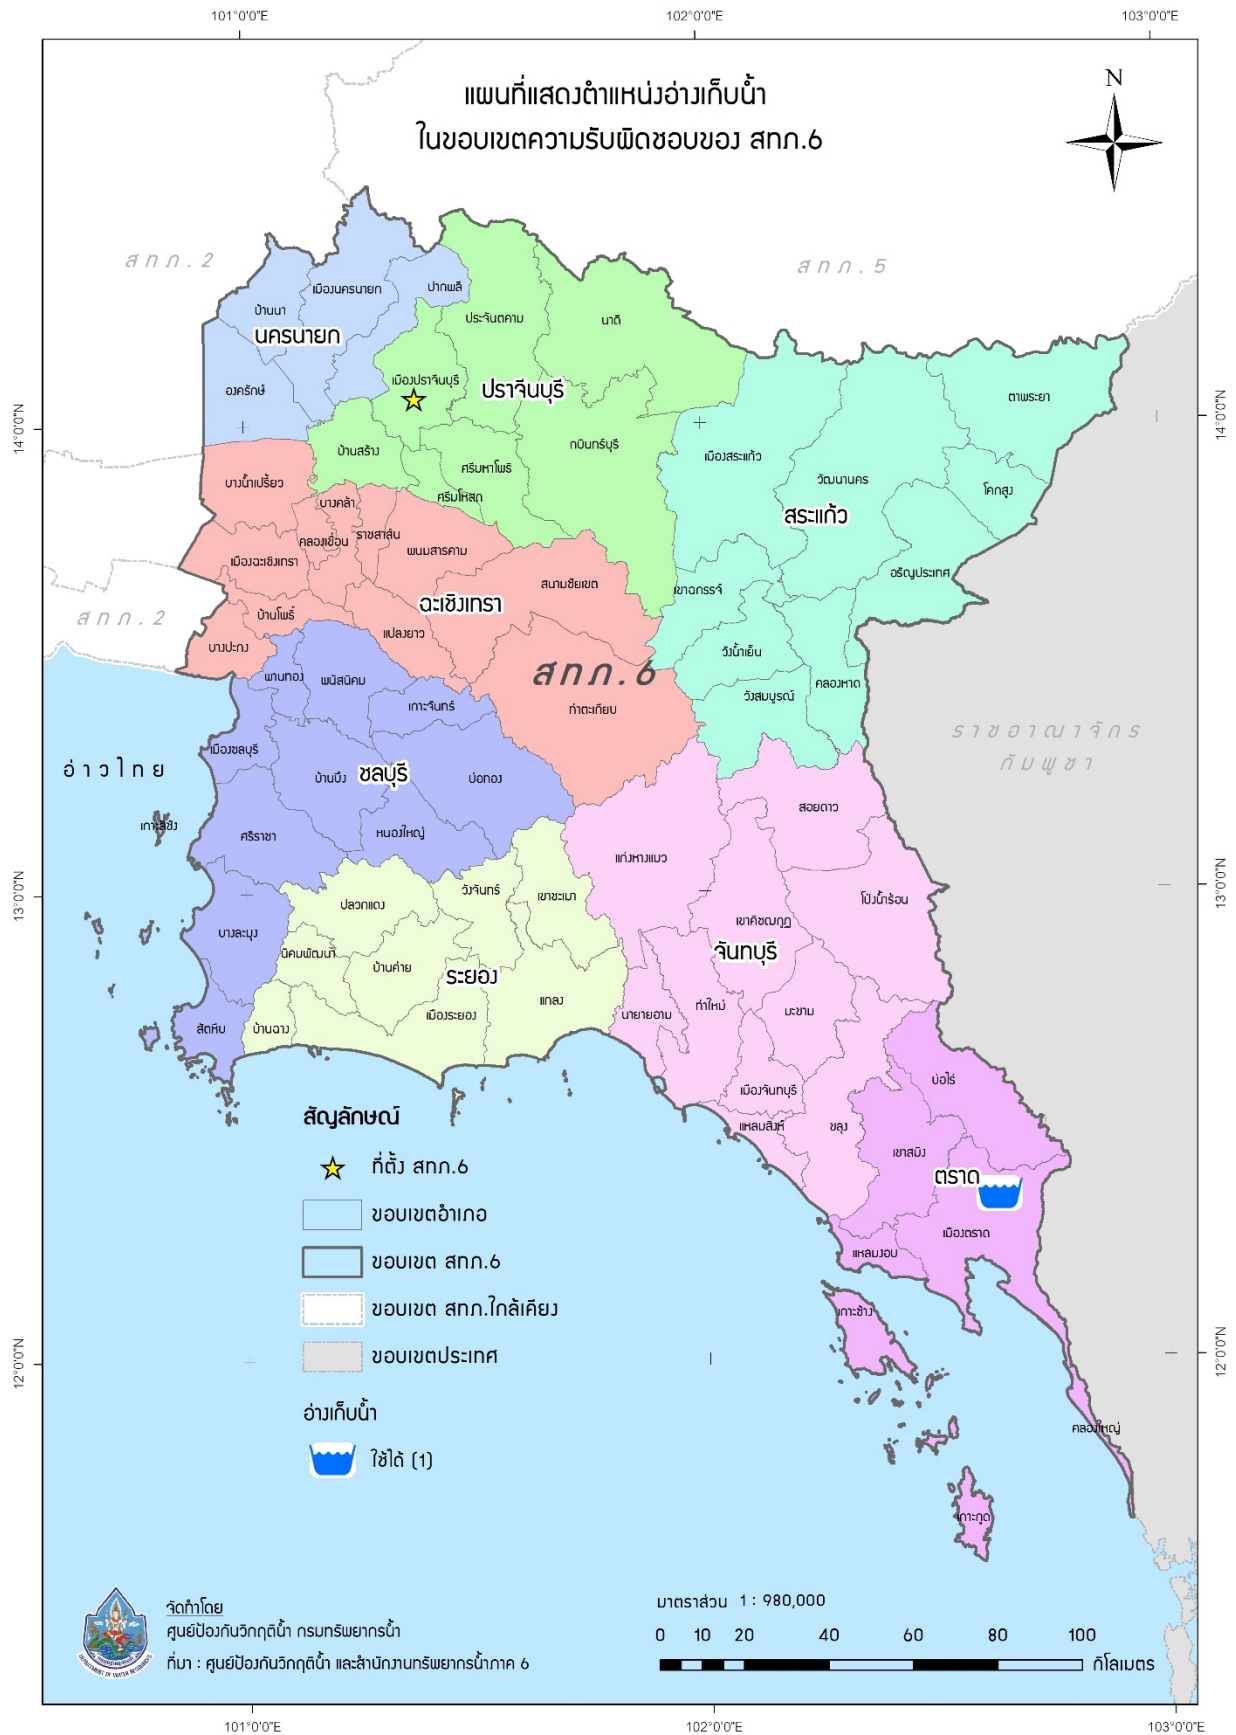 101°0'0"E
102°0'0"E
103°0'0"E
แผนที่แสดงตำแหน่งอ่างเก็บน้ำ
ในขอบเขตความรับผิดชอบของ สทภ.6
N
สทภ.2
สทภ.5
เมืองนครนายก
ปากพลี
บ้านนา
นครนายก
องครักษ์
ประจันตคาม
นาดี
เมืองปราจีนบุรี
ปราจีนบุรี
ตาพระยา
14°0'0"N
14°0'0"N
บ้านสร้าง
กบินทร์บุรี
ศรีมหาโพธิ
ศรีมโหสถ
เมืองสระแก้ว
วัฒนานคร
โคกสูง
สระแก้ว
บางน้ำเปรี้ยว
บางคล้า
คลองเขื่อน
ราชสาส์น
พนมสารคาม
เมืองฉะเชิงเทรา
สนามชัยเขต
เขาฉกรรจ์
อรัญประเทศ
ฉะเชิงเทรา
สทภ.2
บ้านโพธิ์
แปลงยาว
บางปะกง
วังน้ำเย็น
สทภ.6
พานทอง
พนัสนิคม
เกาะจันทร์
ท่าตะเกียบ
วังสมบูรณ์
คลองหาด
ราชอาณาจักร
กัมพูชา
เมืองชลบุรี
อ่าวไทย
บ้านบึง
ชลบุรี
บ่อทอง
เกาะสีชัง
ศรีราชา
หนองใหญ่
สอยดาว
แก่งหางแมว
13°0'0"N
13°0'0"N
ปลวกแดง
วังจันทร์
เขาชะเมา
โป่งน้ำร้อน
เขาคิชฌกูฏ
บางละมุง
นิคมพัฒนา
บ้านค่าย
ระยอง
จันทบุรี
แกลง
สัตหีบ
บ้านฉาง
เมืองระยอง
นายายอาม
ท่าใหม่
มะขาม
บ่อไร่
เมืองจันทบุรี
แหลมสิงห์
ขลุง
เขาสมิง
ตราด
เมืองตราด
แหลมงอบ
เกาะช้าง
คลองใหญ่
เกาะกูด
12°0'0"N
12°0'0"N
สัญลักษณ์
ที่ตั้ง สทภ.6
ขอบเขตอำเภอ
ขอบเขต สทภ.6
ขอบเขต สทภ.ใกล้เคียง
ขอบเขตประเทศ
อ่างเก็บน้ำ
ใช้ได้ (1)
จัดทำโดย
ศูนย์ป้องกันวิกฤติน้ำ กรมทรัพยากรน้ำ
ที่มา : ศูนย์ป้องกันวิกฤติน้ำ และสำนักงานทรัพยากรน้ำภาค 6
DEPARTMENT OF WATER RESOURCES
มาตราส่วน 1 : 980,000
0 10 20 40 60 80 100
กิโลเมตร
101°0'0"E
102°0'0"E
103°0'0"E